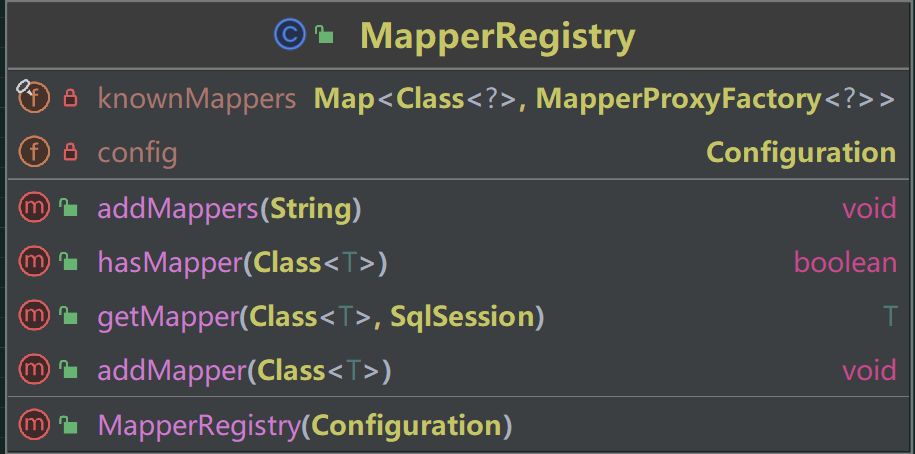 MapperRegistry
knownMappers Map<Class<?>, MapperProxyFactory<?>>
config Configuration
addMappers(String) void
hasMapper(Class<T>) boolean
getMapper(Class<T>, SqlSession) T
addMapper(Class<T>) void
MapperRegistry(Configuration)